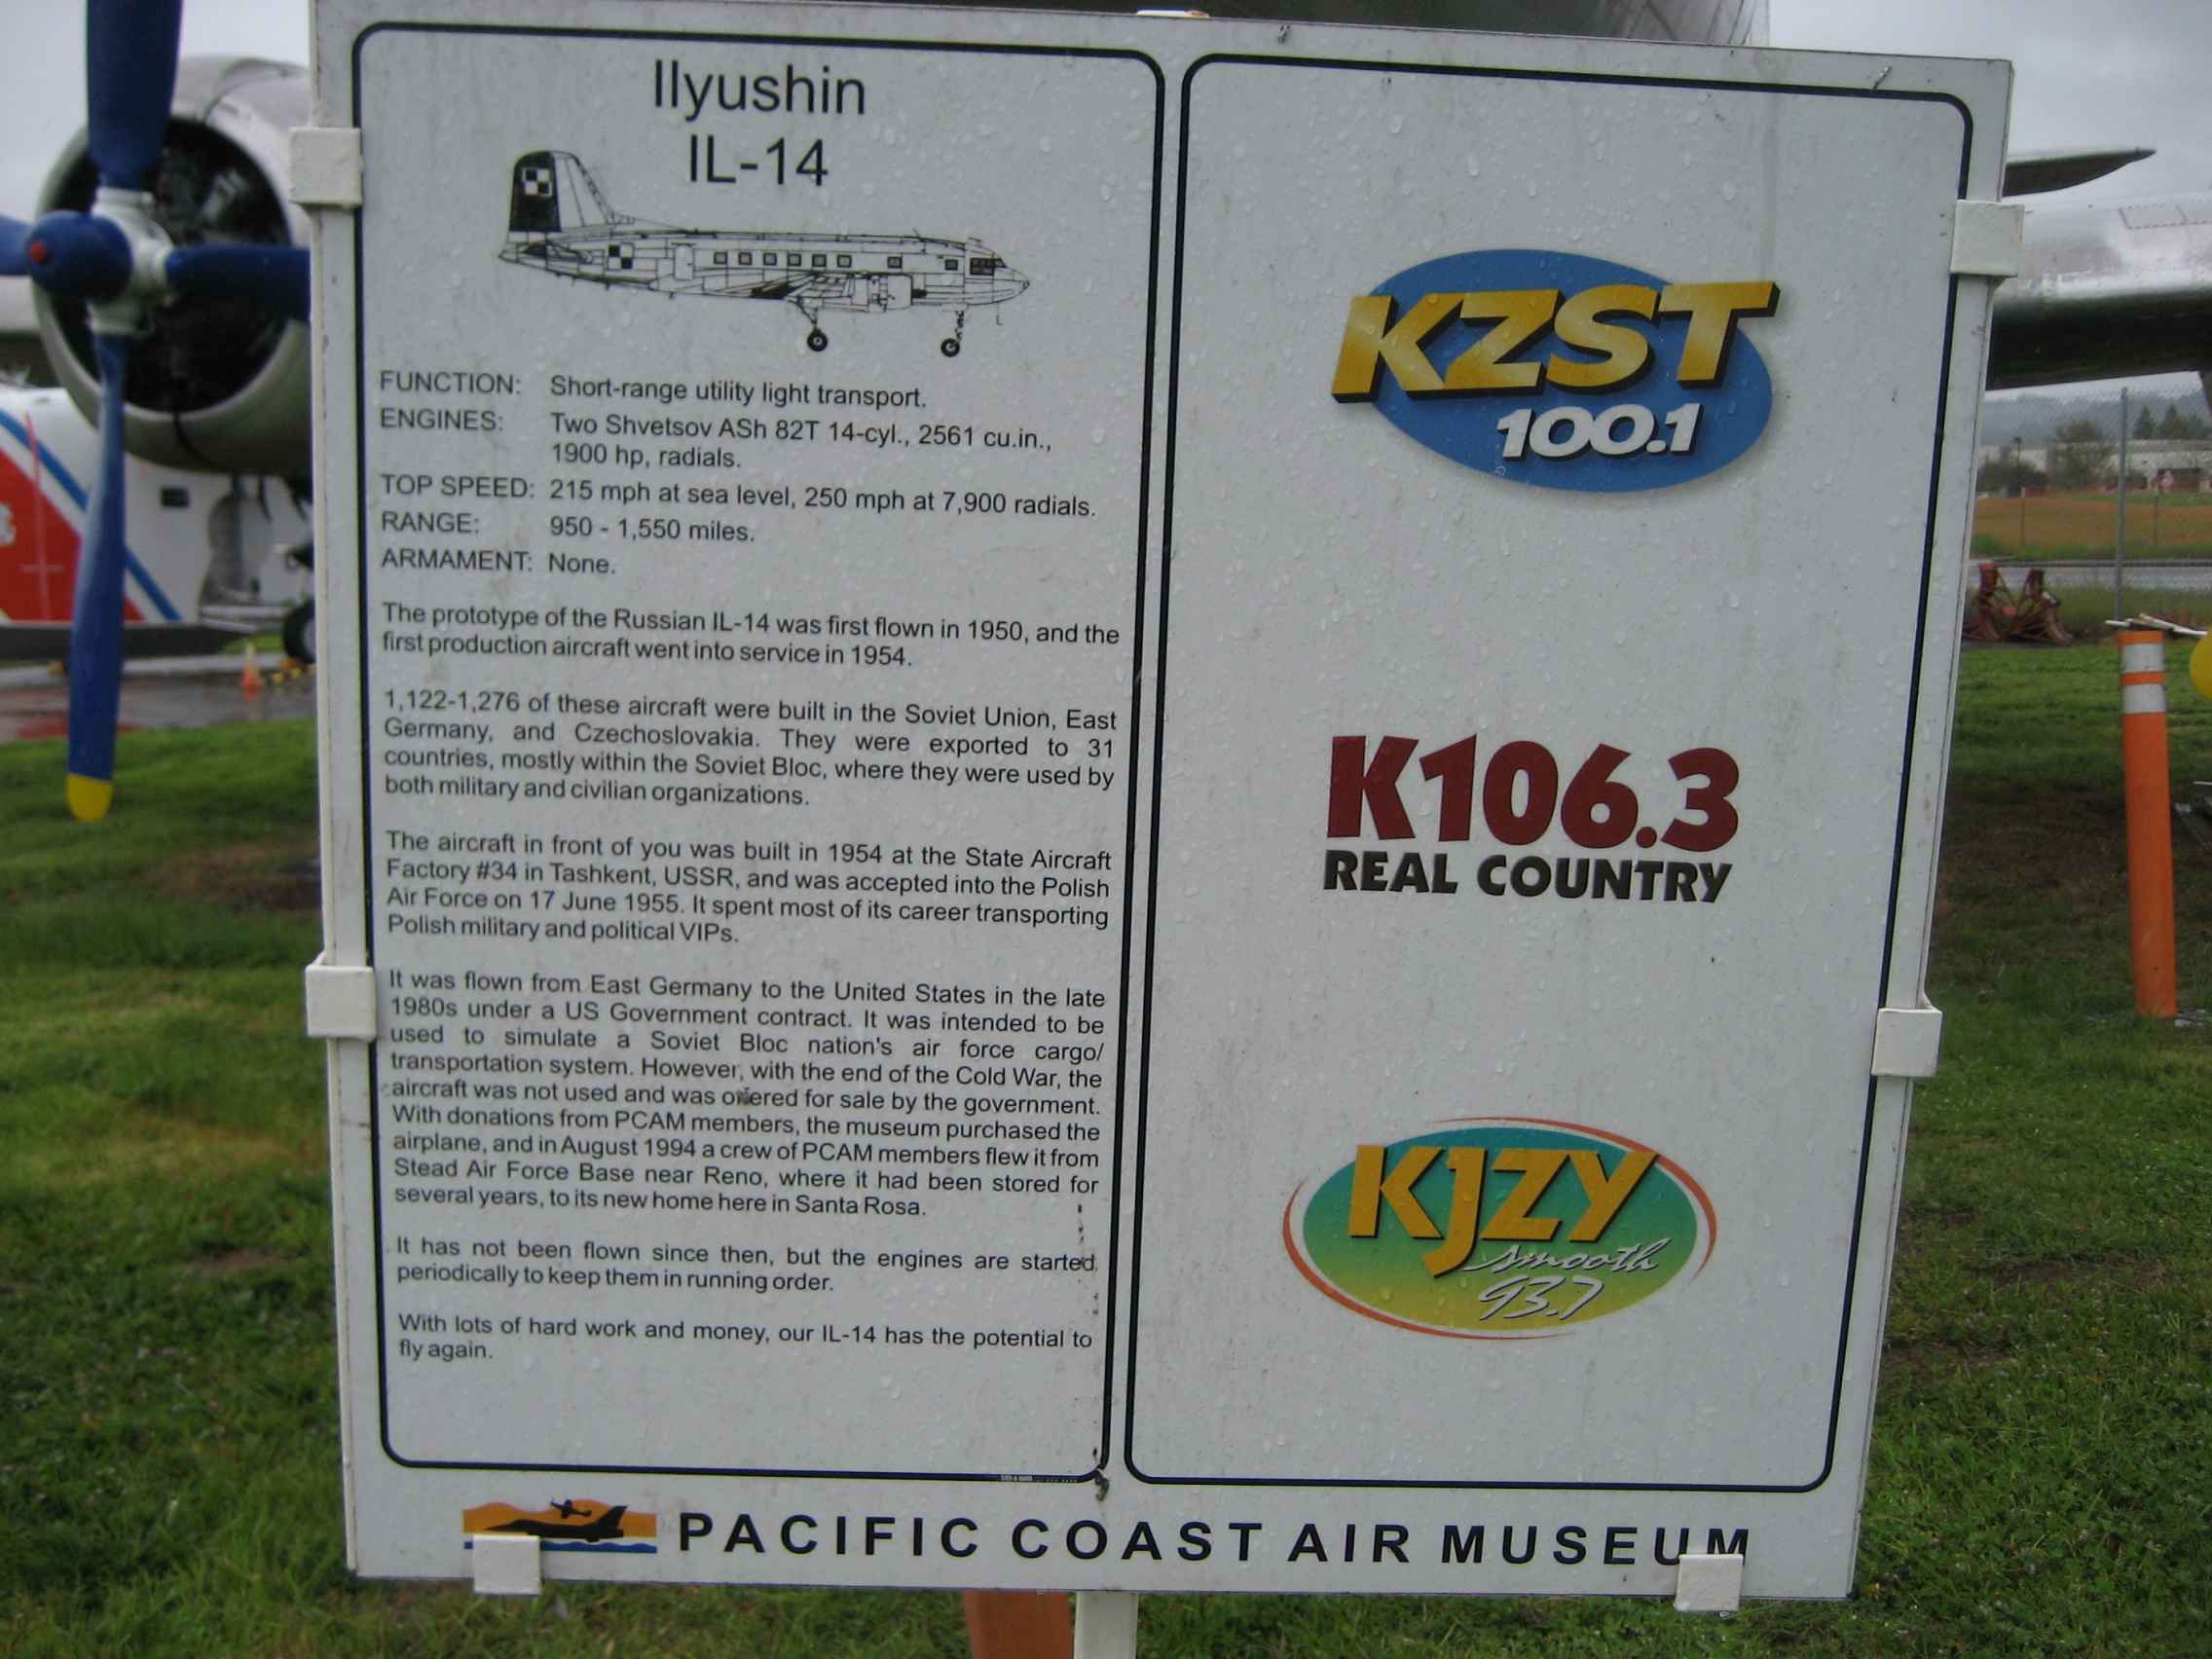 Ilyushin
IL-14
FUNCTION: Short-range utility light transport.
ENGINES: Two Shvetsov ASh 82T 14-cyl., 2561 cu.in.,
1900 hp, radials.
TOP SPEED: 215 mph at sea level, 250 mph at 7,900 radials.
RANGE: 950 - 1,550 miles.
ARMAMENT: None.
The prototype of the Russian IL-14 was first flown in 1950, and the
first production aircraft went into service in 1954.
1,122-1,276 of these aircraft were built in the Soviet Union, East
Germany, and Czechoslovakia. They were exported to 31
countries, mostly within the Soviet Bloc, where they were used by
both military and civilian organizations.
The aircraft in front of you was built in 1954 at the State Aircraft
Factory #34 in Tashkent, USSR, and was accepted into the Polish
Air Force on 17 June 1955. It spent most of its career transporting
Polish military and political VIPs.
It was flown from East Germany to the United States in the late
1980s under a US Government contract. It was intended to be
used to simulate a Soviet Bloc nation's air force cargo/
transportation system. However, with the end of the Cold War, the
aircraft was not used and was offered for sale by the government.
With donations from PCAM members, the museum purchased the
airplane, and in August 1994 a crew of PCAM members flew it from
Stead Air Force Base near Reno, where it had been stored for
several years, to its new home here in Santa Rosa.
It has not been flown since then, but the engines are started
periodically to keep them in running order.
With lots of hard work and money, our IL-14 has the potential to
fly again.
KZST
100.1
K106.3
REAL COUNTRY
KJZY
smooth
93.7
PACIFIC COAST AIR MUSEUM